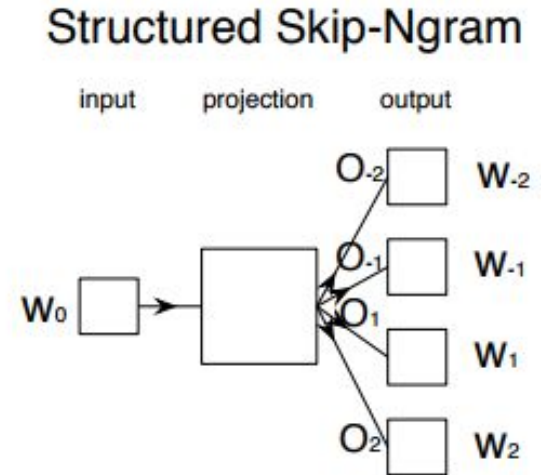 Structured Skip-Ngram
input projection output
O-2 w-2
O-1 w-1
w0
O1 w1
O2 w2